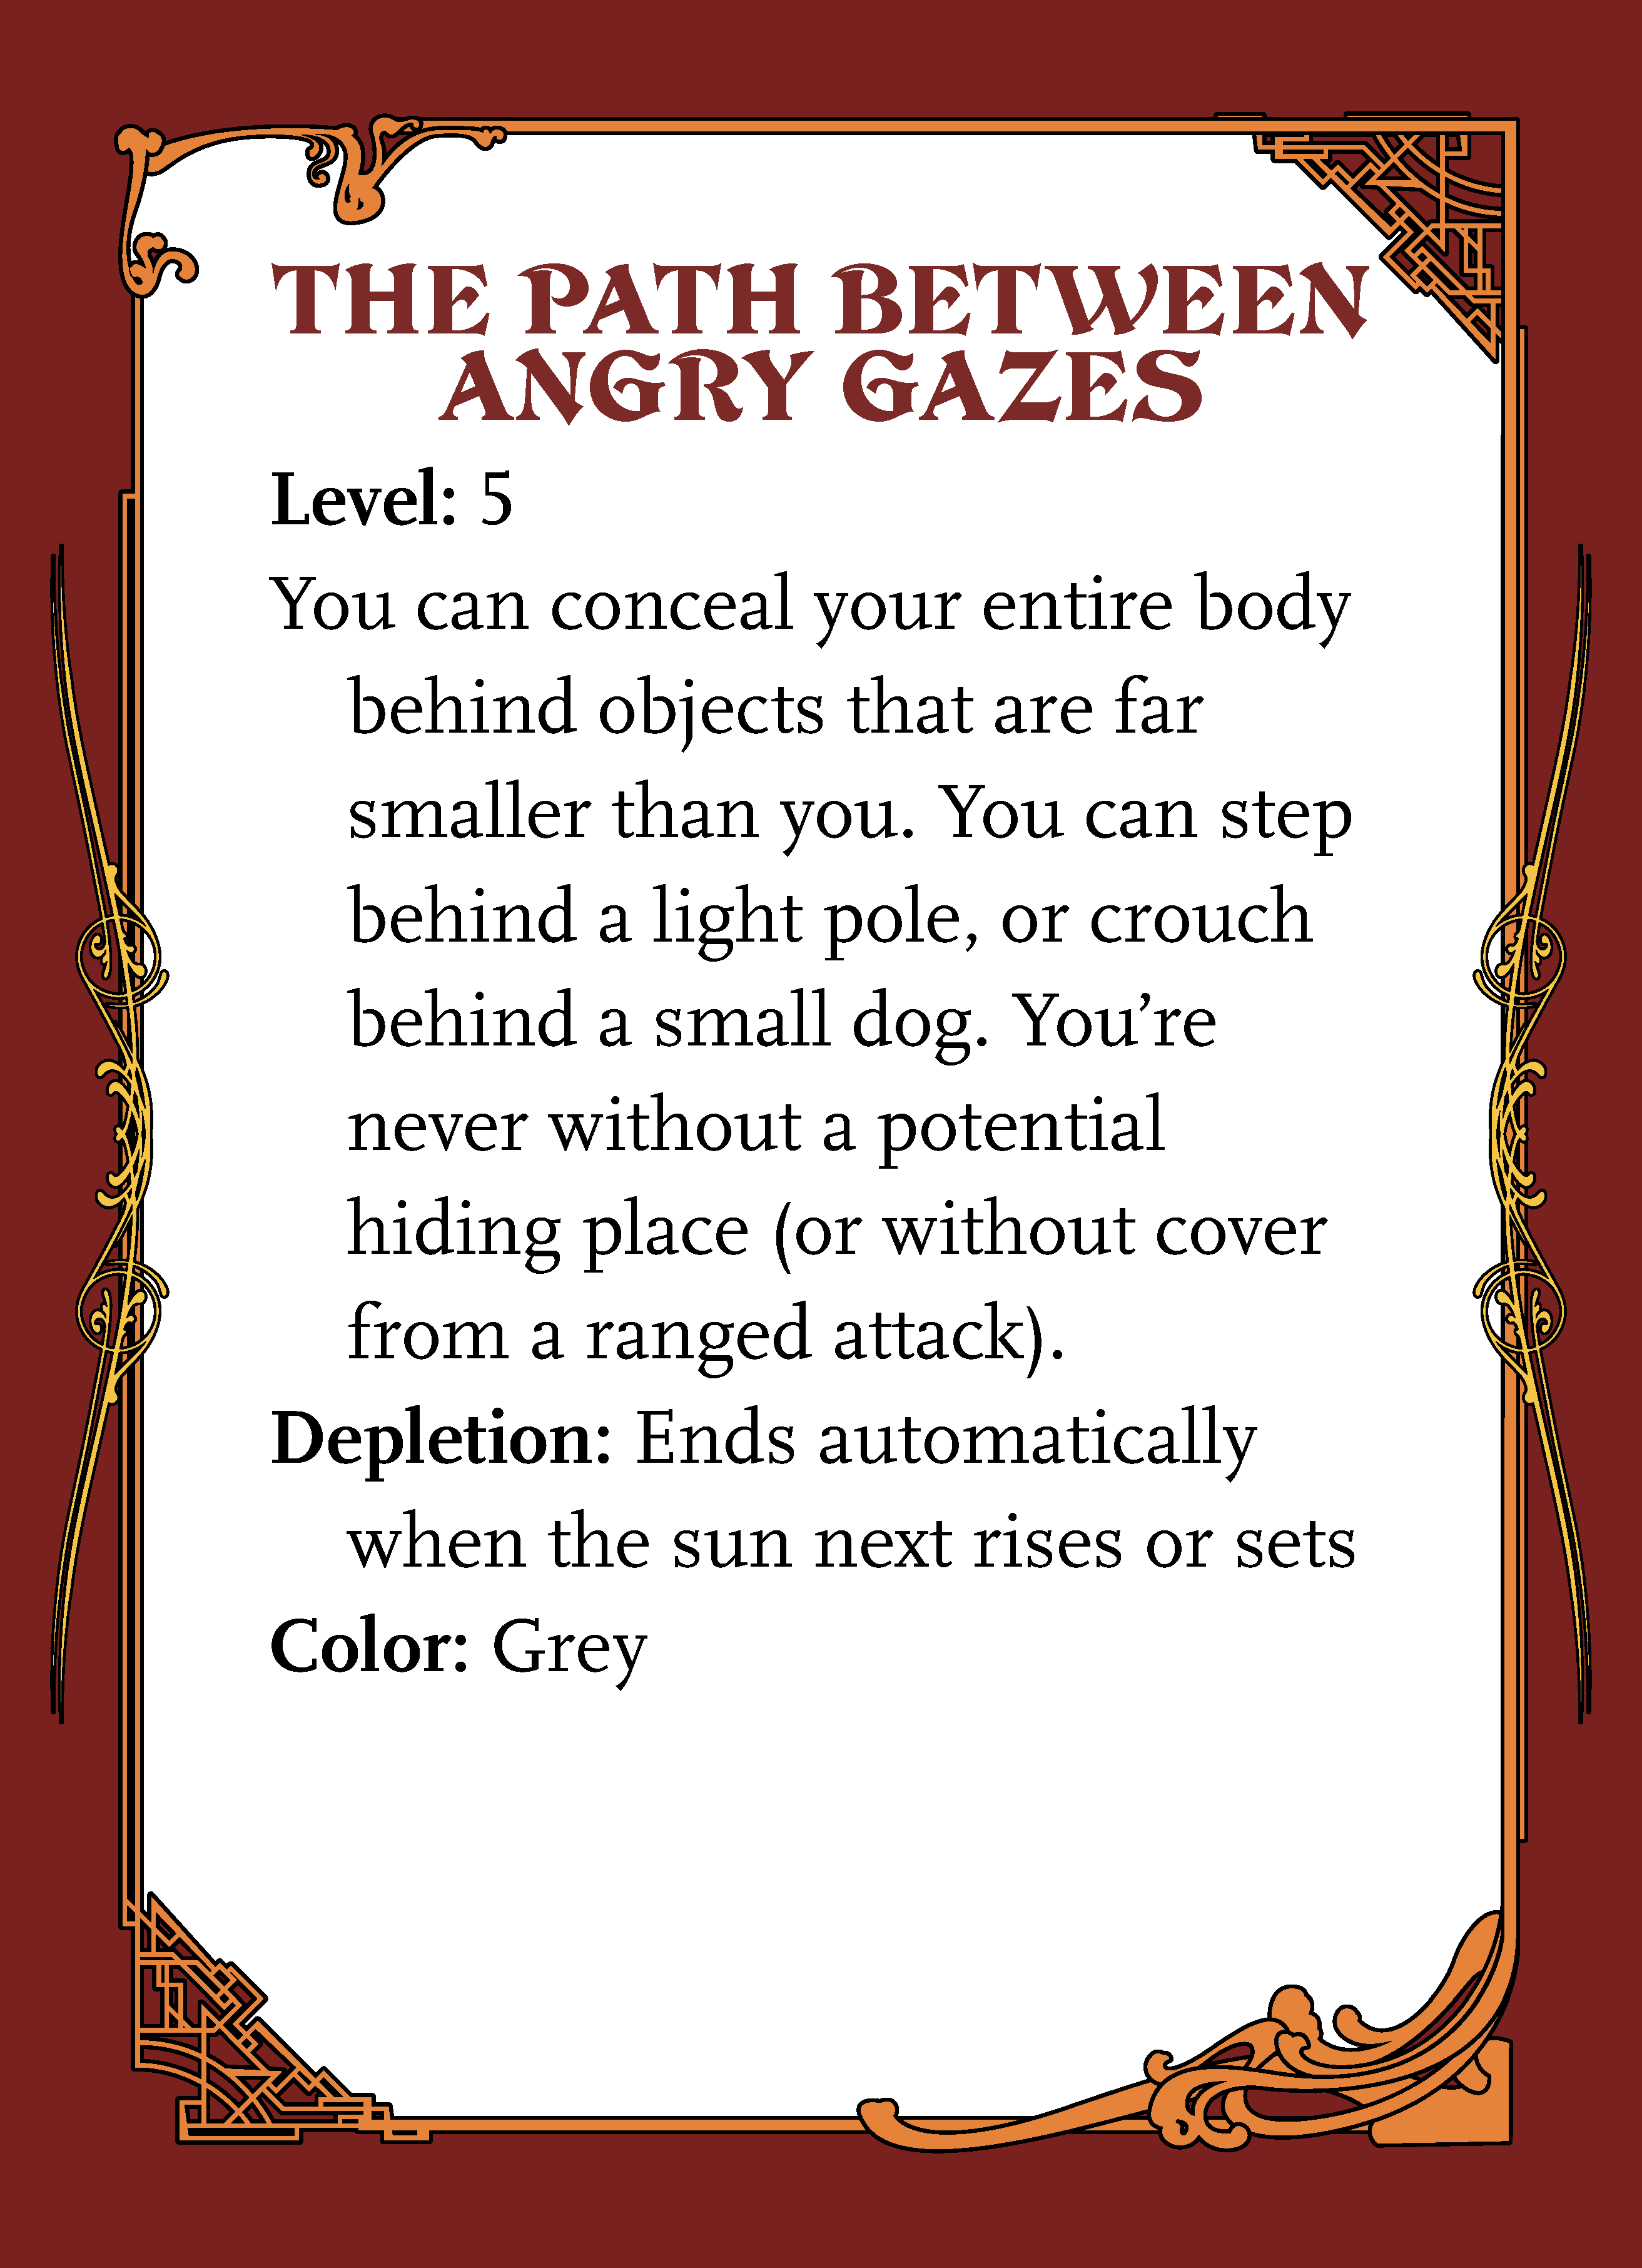 THE PATH BETWEEN
ANGRY GAZES
Level: 5
You can conceal your entire body
behind objects that are far
smaller than you. You can step
behind a light pole, or crouch
behind a small dog. You’re
never without a potential
hiding place (or without cover
from a ranged attack).
Depletion: Ends automatically
when the sun next rises or sets
Color: Grey